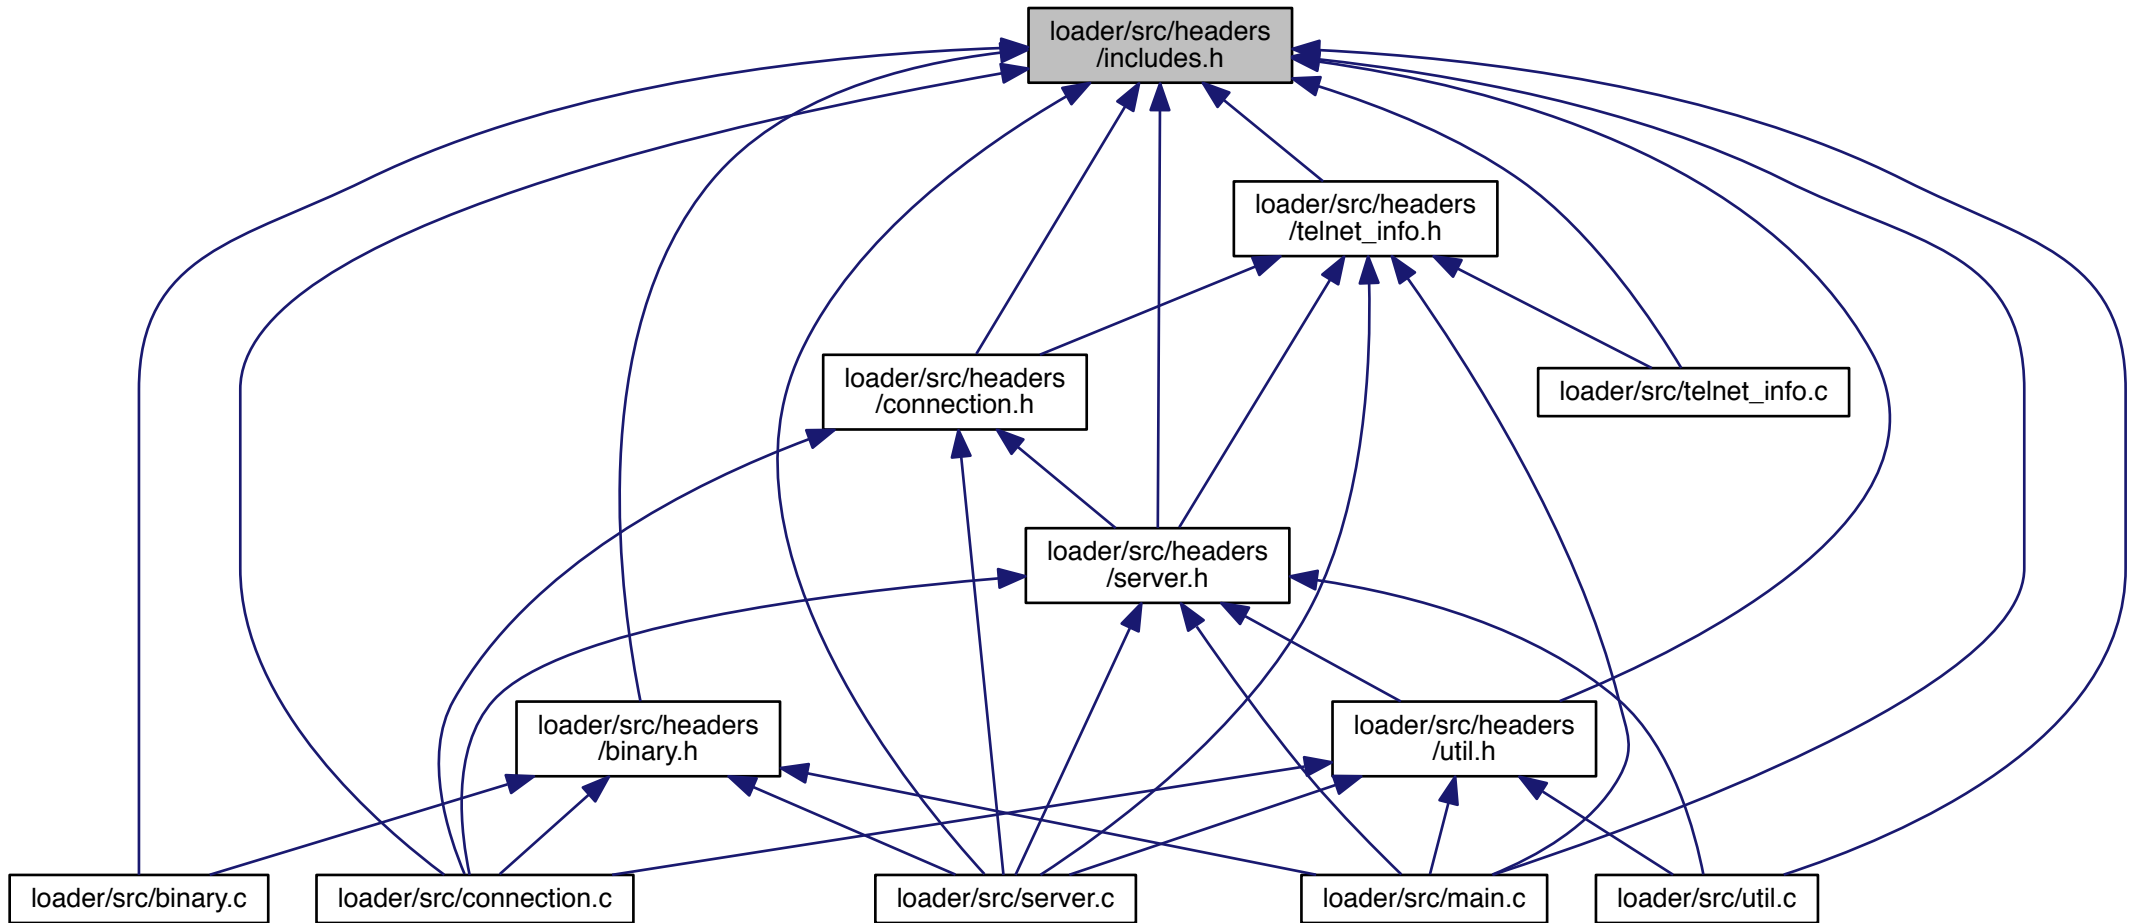 loader/src/headers
/includes.h
loader/src/headers
/telnet_info.h
loader/src/headers
/connection.h
loader/src/telnet_info.c
loader/src/headers
/server.h
loader/src/headers
/binary.h
loader/src/headers
/util.h
loader/src/binary.c
loader/src/connection.c
loader/src/server.c
loader/src/main.c
loader/src/util.c